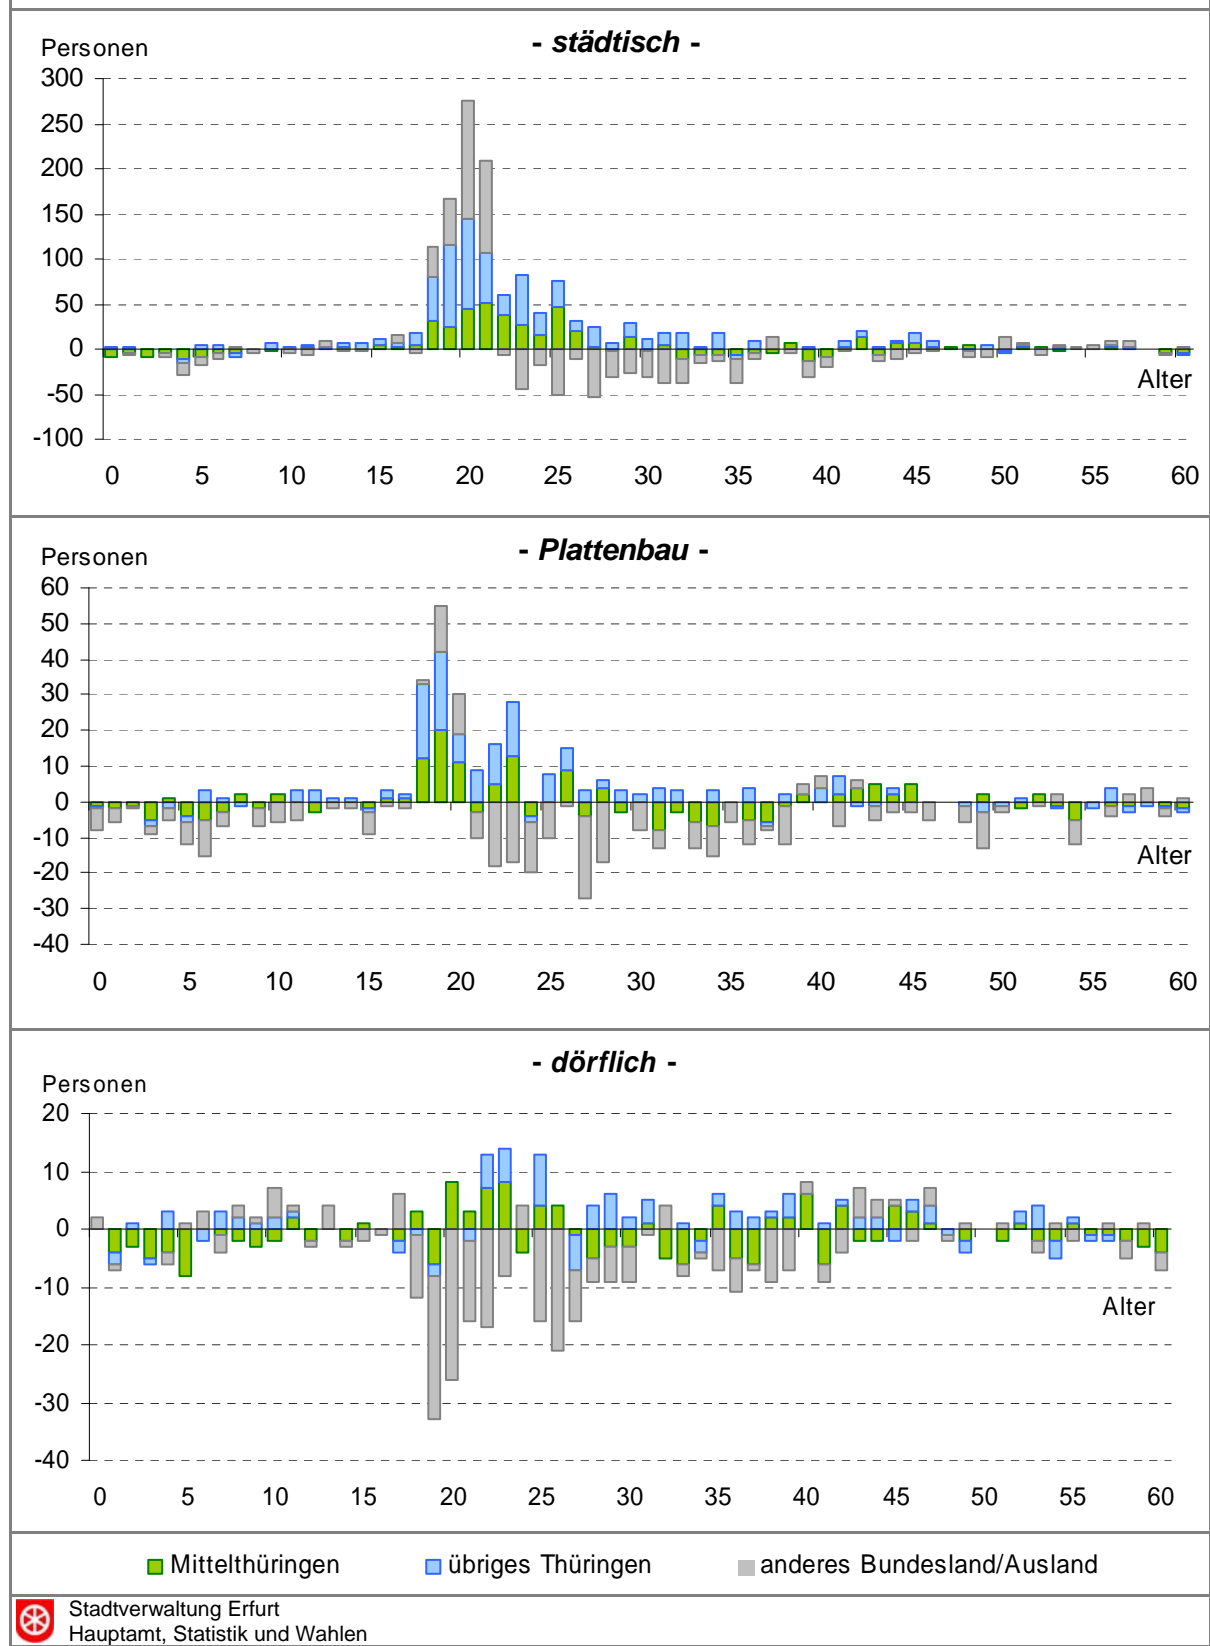 - städtisch -
Personen
300
250
200
150
100
50
0
-50
-100
Alter
0 5 10 15 20 25 30 35 40 45 50 55 60
- Plattenbau -
Personen
60
50
40
30
20
10
0
-10
-20
-30
-40
Alter
0 5 10 15 20 25 30 35 40 45 50 55 60
- dörflich -
Personen
20
10
0
-10
-20
-30
-40
Alter
0 5 10 15 20 25 30 35 40 45 50 55 60
Mittelthüringen übriges Thüringen anderes Bundesland/Ausland
Stadtverwaltung Erfurt
Hauptamt, Statistik und Wahlen